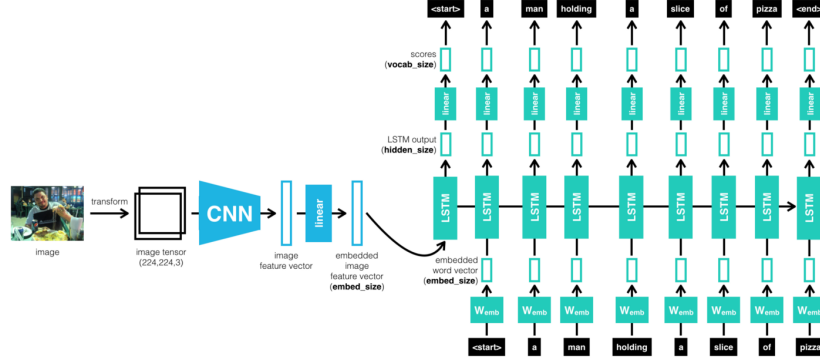 <start> a man holding a slice of pizza <end>
scores
(vocab_size)
linear linear linear linear linear linear linear linear linear
LSTM output
(hidden_size)
LSTM LSTM LSTM LSTM LSTM LSTM LSTM LSTM LSTM
transform
CNN
linear
image
image tensor
(224,224,3)
image
feature vector
embedded
image
feature vector
(embed_size)
embedded
word vector
(embed_size)
Wemb Wemb Wemb Wemb Wemb Wemb Wemb Wemb
<start> a man holding a slice of pizza